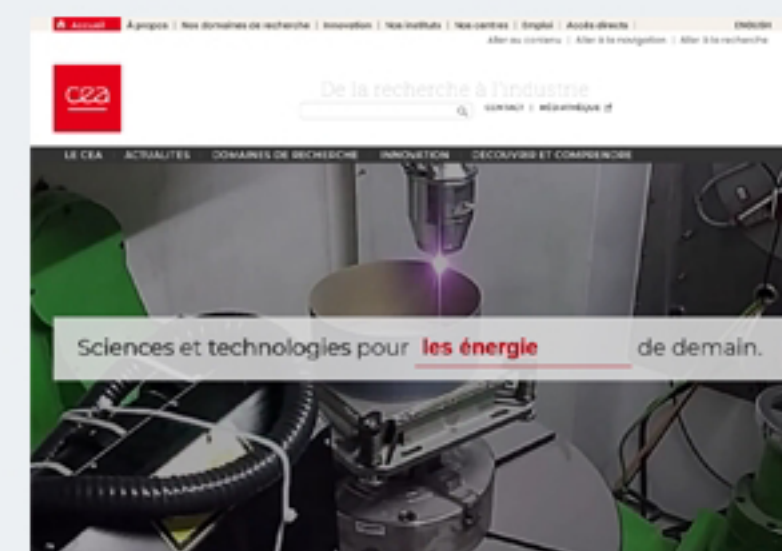 Accueil À propos | Nos domaines de recherche | Innovation | Nos instituts | Nos centres | Emploi | Accès directs | ENGLISH
Aller au contenu | Aller à la navigation | Aller à la recherche
cea
De la recherche à l'industrie
CONTACT | MÉDIATHÈQUE
LE CEA ACTUALITES DOMAINES DE RECHERCHE INNOVATION DÉCOUVRIR ET COMPRENDRE
Sciences et technologies pour les énergie de demain.